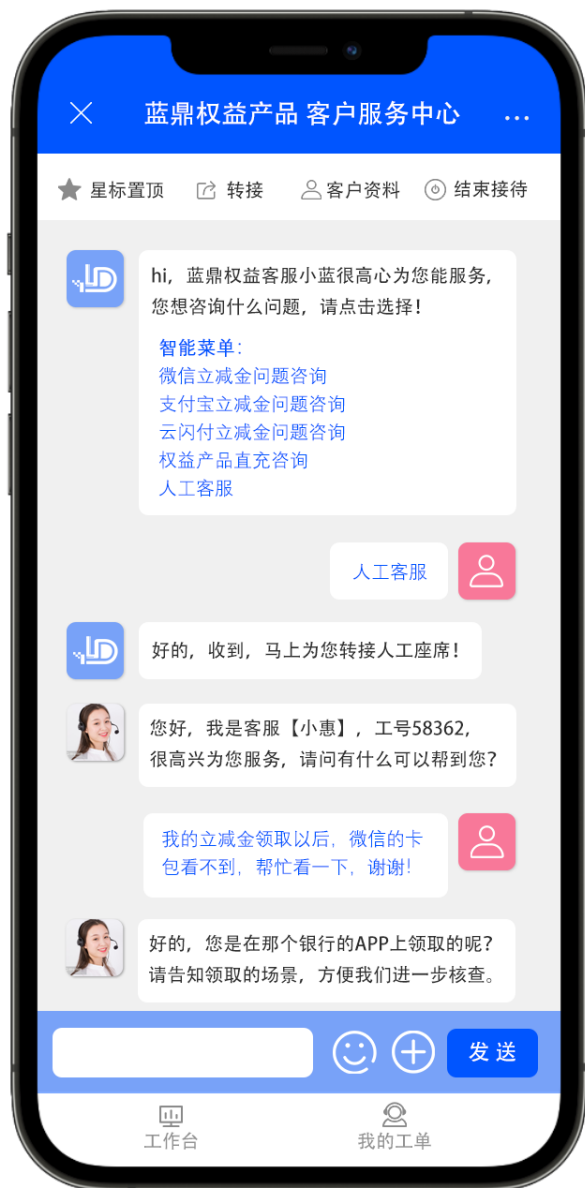 蓝鼎权益产品 客户服务中心
星标置顶 转接 客户资料 结束接待
hi，蓝鼎权益客服小蓝很高心为您能服务，
您想咨询什么问题，请点击选择！
智能菜单：
微信立减金问题咨询
支付宝立减金问题咨询
云闪付立减金问题咨询
权益产品直充咨询
人工客服
人工客服
好的，收到，马上为您转接人工座席！
您好，我是客服【小惠】，工号58362，
很高兴为您服务，请问有什么可以帮到您？
我的立减金领取以后，微信的卡
包看不到，帮忙看一下，谢谢！
好的，您是在那个银行的APP上领取的呢？
请告知领取的场景，方便我们进一步核查。
发 送
工作台 我的工单